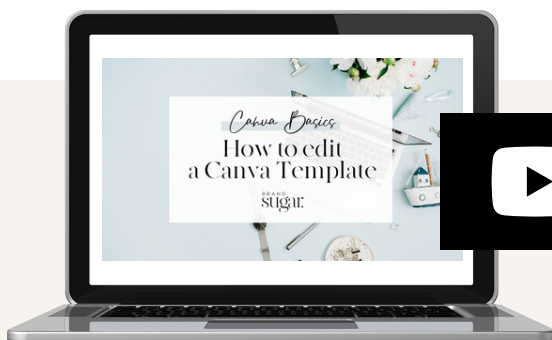 Canva Basics
How to edit
a Canva Template
BRAND
sugar.